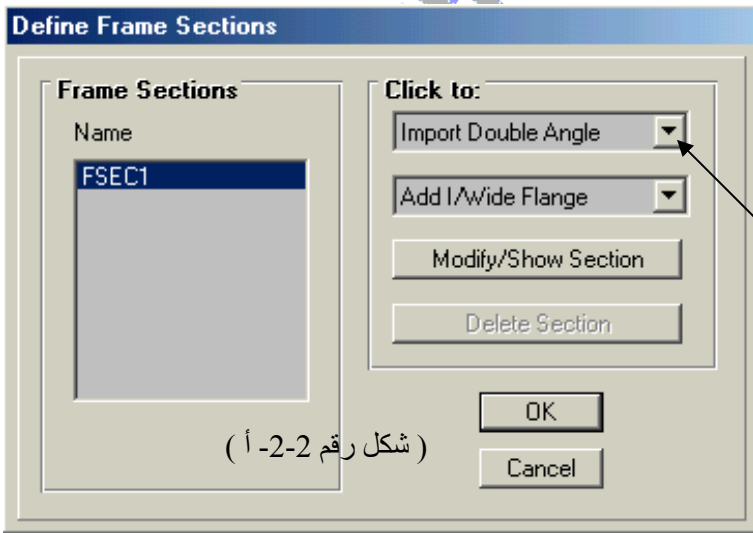 Define Frame Sections
Frame Sections
Name
FSEC1
Click to:
Import Double Angle
Add I/Wide Flange
Modify/Show Section
Delete Section
OK
Cancel
( شكل رقم 2-2- أ )